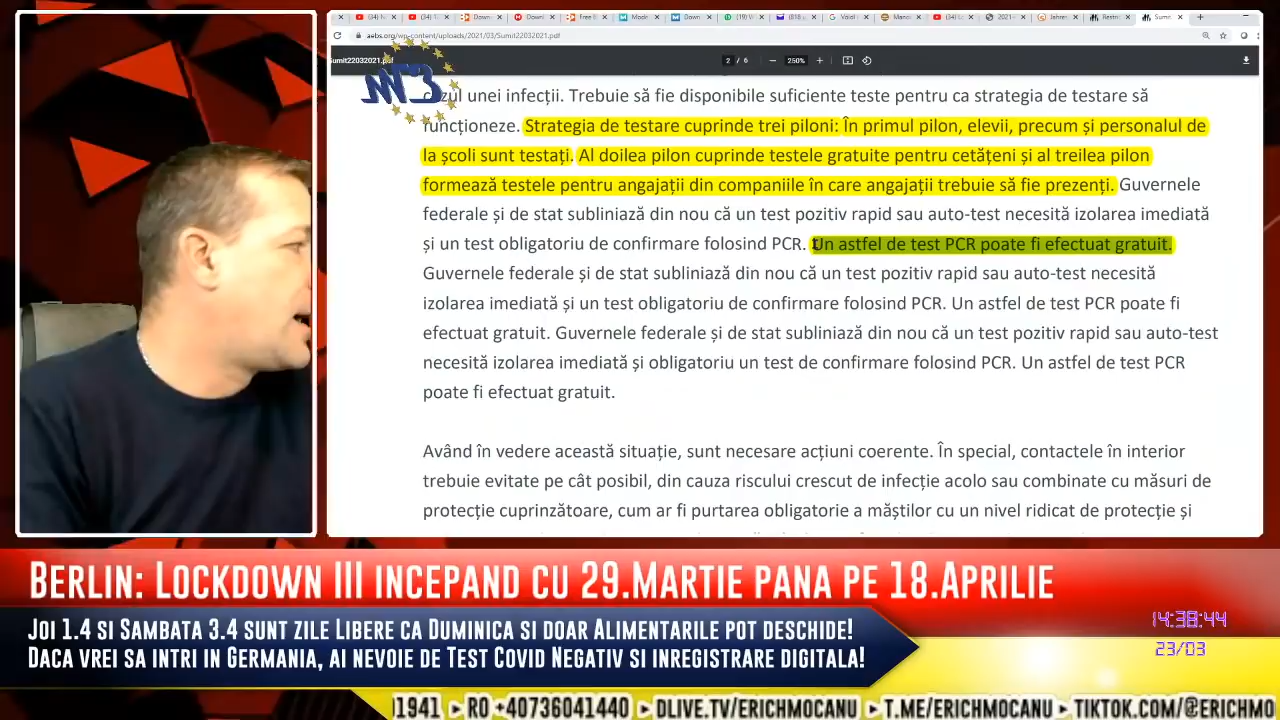 aebs.org/wp-content/uploads/2021/03/Sumit22032021.pdf
Sumit22032021.pdf
2 / 6
250%
unei infecții. Trebuie să fie disponibile suficiente teste pentru ca strategia de testare să
funcționeze. Strategia de testare cuprinde trei piloni: În primul pilon, elevii, precum și personalul de
la școli sunt testați. Al doilea pilon cuprinde testele gratuite pentru cetățeni și al treilea pilon
formează testele pentru angajații din companiile în care angajații trebuie să fie prezenți. Guvernele
federale și de stat subliniază din nou că un test pozitiv rapid sau auto-test necesită izolarea imediată
și un test obligatoriu de confirmare folosind PCR. Un astfel de test PCR poate fi efectuat gratuit.
Guvernele federale și de stat subliniază din nou că un test pozitiv rapid sau auto-test necesită
izolarea imediată și un test obligatoriu de confirmare folosind PCR. Un astfel de test PCR poate fi
efectuat gratuit. Guvernele federale și de stat subliniază din nou că un test pozitiv rapid sau auto-test
necesită izolarea imediată și obligatoriu un test de confirmare folosind PCR. Un astfel de test PCR
poate fi efectuat gratuit.
Având în vedere această situație, sunt necesare acțiuni coerente. În special, contactele în interior
trebuie evitate pe cât posibil, din cauza riscului crescut de infecție acolo sau combinate cu măsuri de
protecție cuprinzătoare, cum ar fi purtarea obligatorie a măștilor cu un nivel ridicat de protecție și
Berlin: Lockdown III incepand cu 29.Martie pana pe 18.Aprilie
Joi 1.4 si Sambata 3.4 sunt zile Libere ca Duminica si doar Alimentarile pot deschide!
Daca vrei sa intri in Germania, ai nevoie de Test Covid Negativ si inregistrare digitala!
14:38:44
23/03
1941 ► RO +40736041440 ► DLIVE.TV/ERICHMOCANU ► T.ME/ERICHMOCANU ► TIKTOK.COM/@ERICHMO